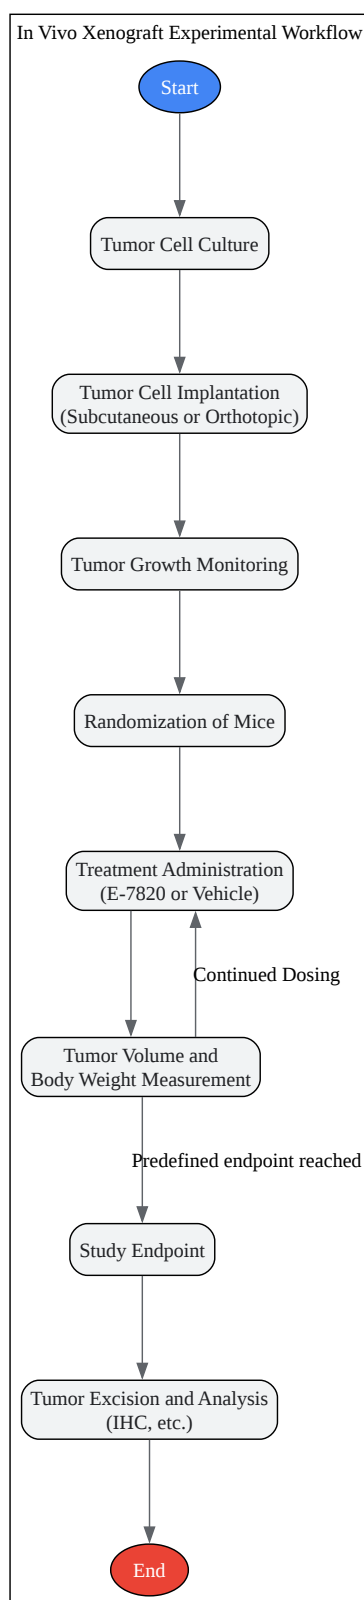 In Vivo Xenograft Experimental Workflow
Start
Tumor Cell Culture
Tumor Cell Implantation
(Subcutaneous or Orthotopic)
Tumor Growth Monitoring
Randomization of Mice
Treatment Administration
(E-7820 or Vehicle)
Continued Dosing
Tumor Volume and
Body Weight Measurement
Predefined endpoint reached
Study Endpoint
Tumor Excision and Analysis
(IHC, etc.)
End